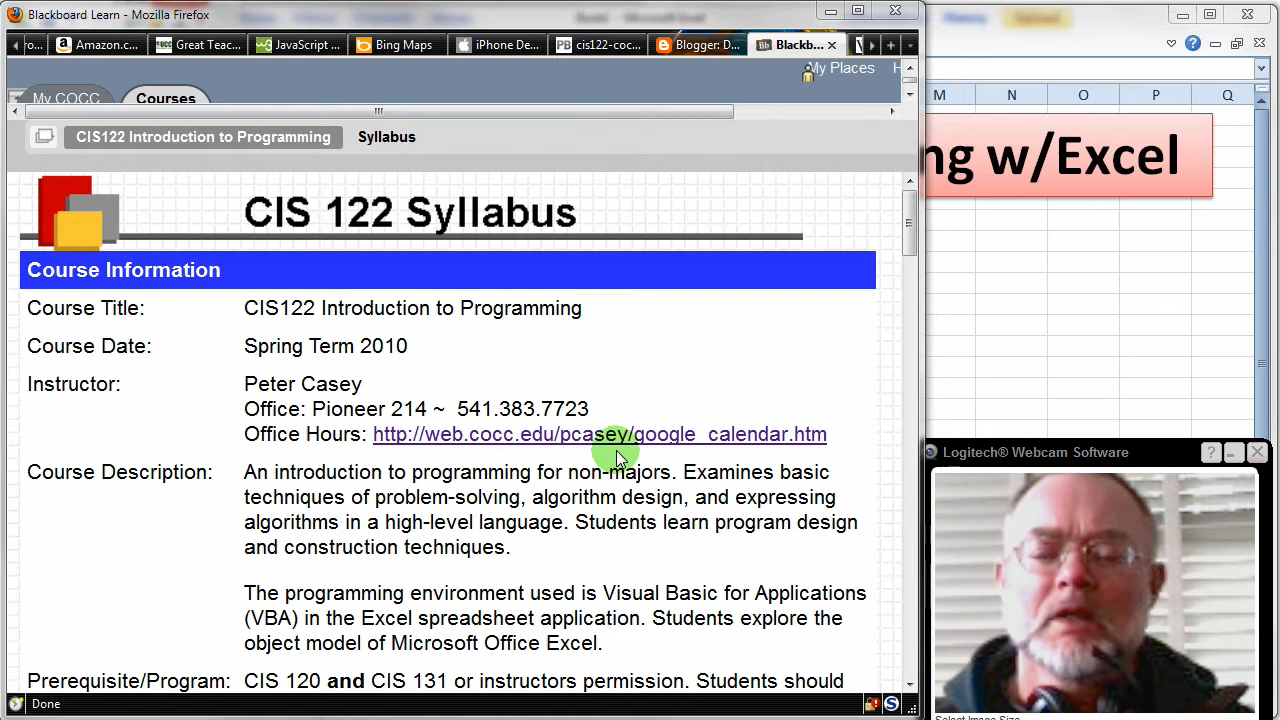 Blackboard Learn - Mozilla Firefox
ro...
Amazon.c...
Great Teac...
JavaScript ...
Bing Maps
iPhone De...
PB cis122-coc...
Blogger: D...
Bb Blackb...
My Places
H
My COCC
Courses
CIS122 Introduction to Programming
Syllabus
M N O P Q
ng w/Excel
CIS 122 Syllabus
Course Information
Course Title: CIS122 Introduction to Programming
Course Date: Spring Term 2010
Instructor: Peter Casey
Office: Pioneer 214 ~ 541.383.7723
Office Hours: http://web.cocc.edu/pcasey/google_calendar.htm
Course Description: An introduction to programming for non-majors. Examines basic
techniques of problem-solving, algorithm design, and expressing
algorithms in a high-level language. Students learn program design
and construction techniques.
The programming environment used is Visual Basic for Applications
(VBA) in the Excel spreadsheet application. Students explore the
object model of Microsoft Office Excel.
Prerequisite/Program: CIS 120 and CIS 131 or instructors permission. Students should
Done
Logitech® Webcam Software
Select Image Size